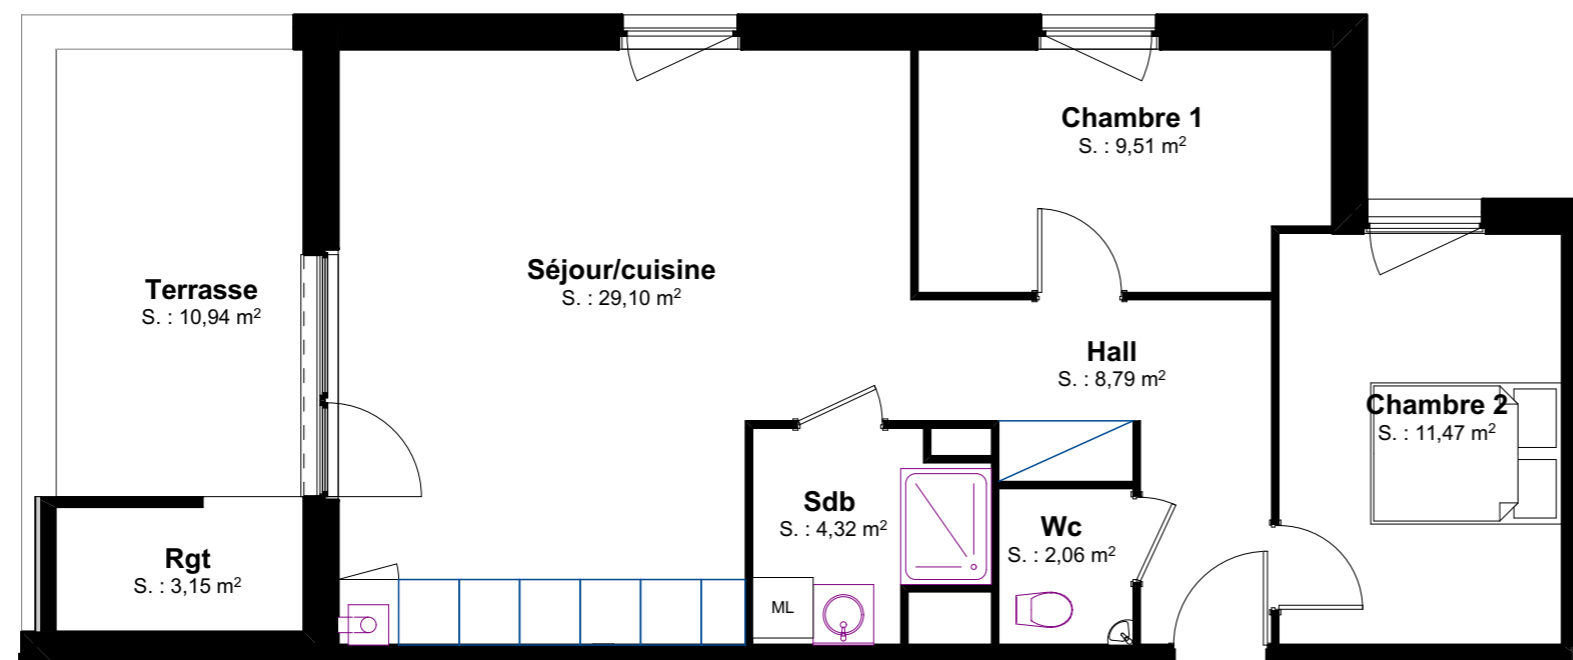 Chambre 1
S. : 9,51 m²
Séjour/cuisine
S. : 29,10 m²
Terrasse
S. : 10,94 m²
Hall
S. : 8,79 m²
Chambre 2
S. : 11,47 m²
Sdb
S. : 4,32 m²
Wc
S. : 2,06 m²
Rgt
S. : 3,15 m²
ML